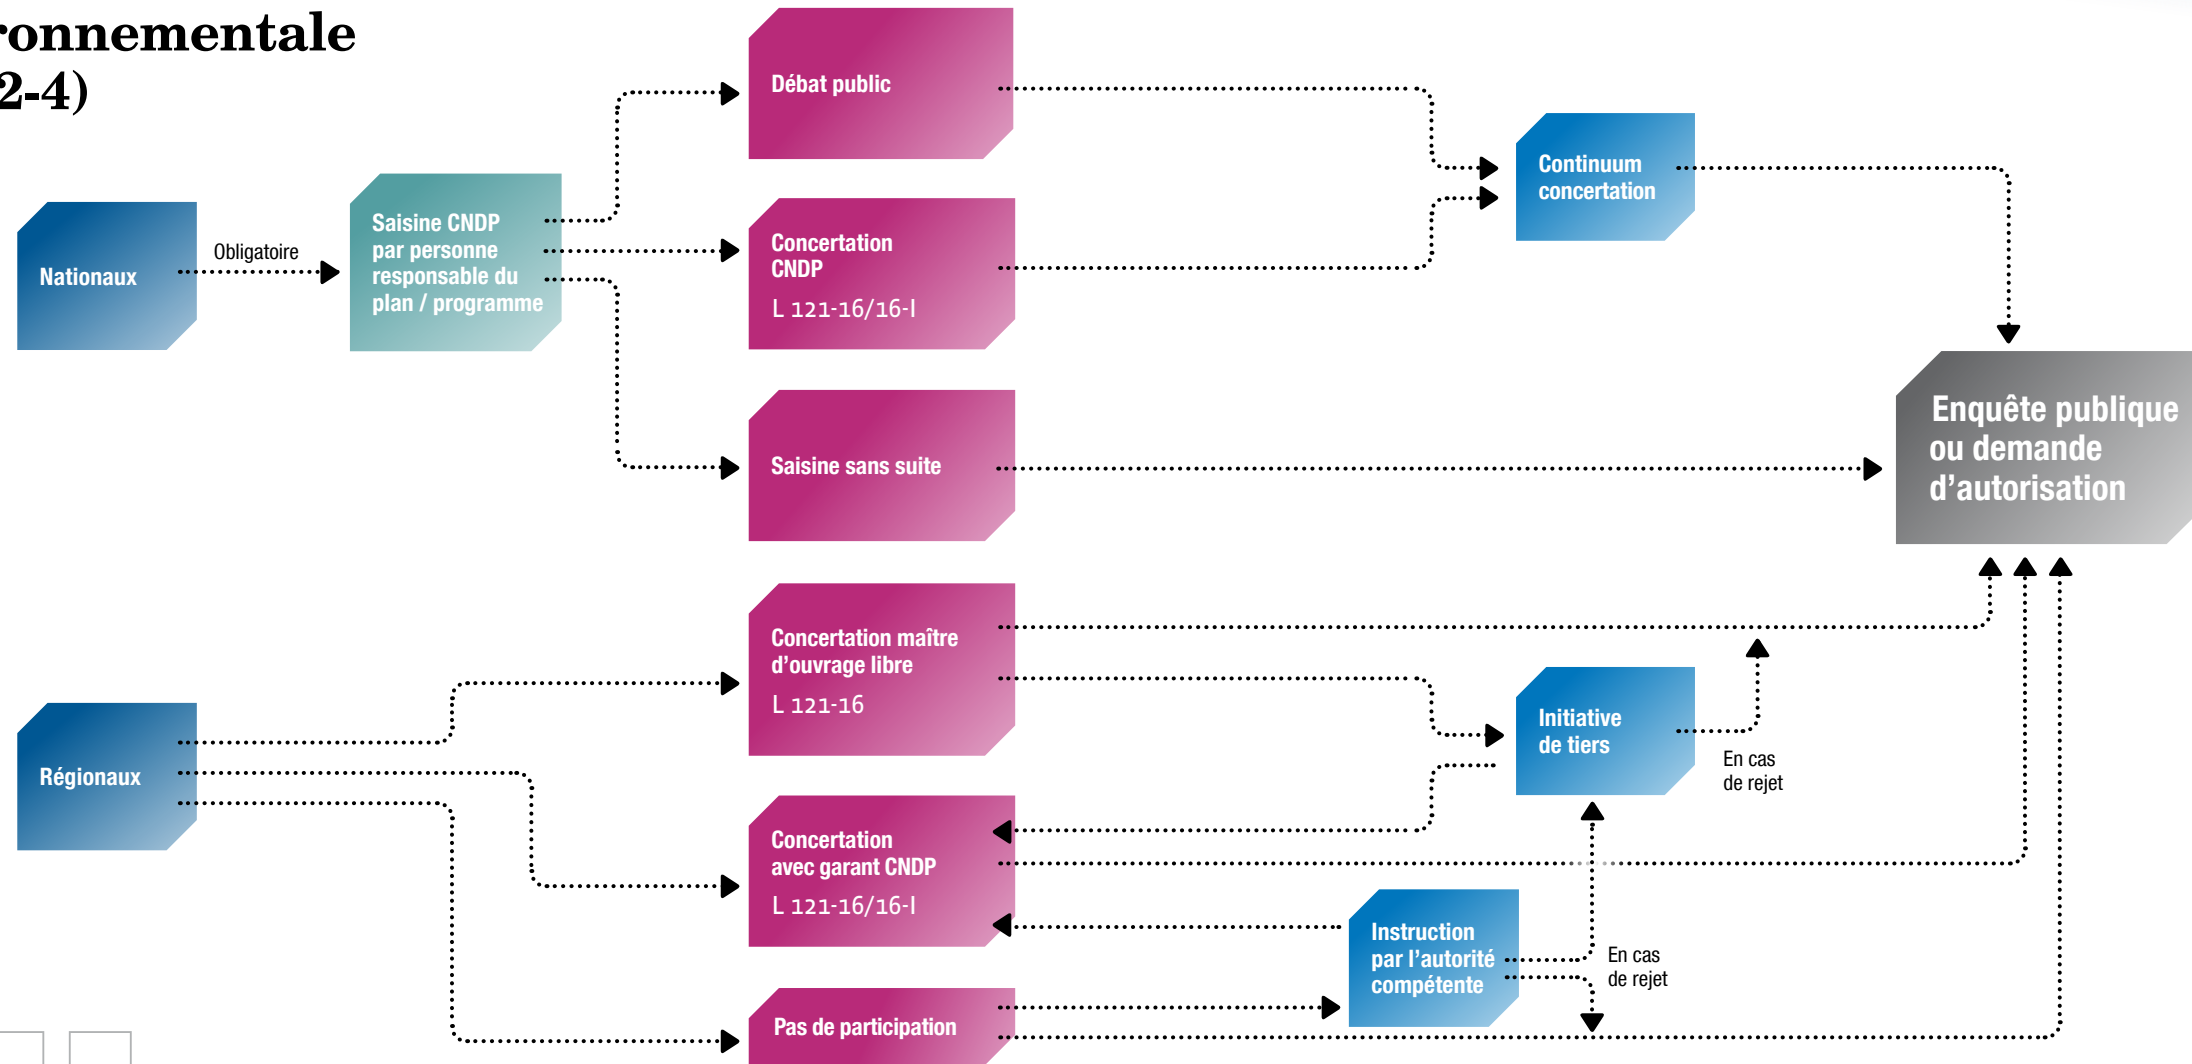 ronnementale
2-4)
Nationaux
Obligatoire
Saisine CNDP
par personne
responsable du
plan / programme
Débat public
Concertation
CNDP
L 121-16/16-I
Saisine sans suite
Continuum
concertation
Enquête publique
ou demande
d’autorisation
Régionaux
Concertation maître
d’ouvrage libre
L 121-16
Concertation
avec garant CNDP
L 121-16/16-I
Pas de participation
Initiative
de tiers
En cas
de rejet
Instruction
par l’autorité
compétente
En cas
de rejet